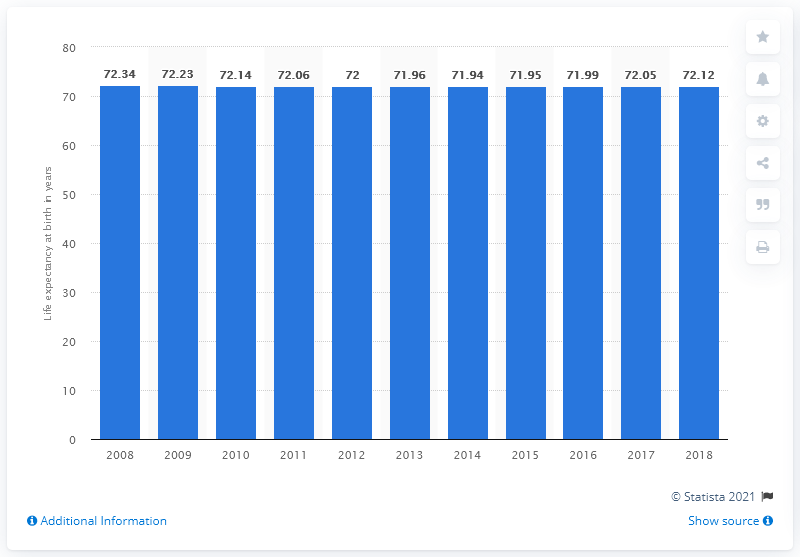 80
70
60
50
40
30
20
10
0
Life expectancy at birth in years
72.34 72.23 72.14 72.06 72 71.96 71.94 71.95 71.99 72.05 72.12
2008 2009 2010 2011 2012 2013 2014 2015 2016 2017 2018
© Statista 2021
Additional Information
Show source